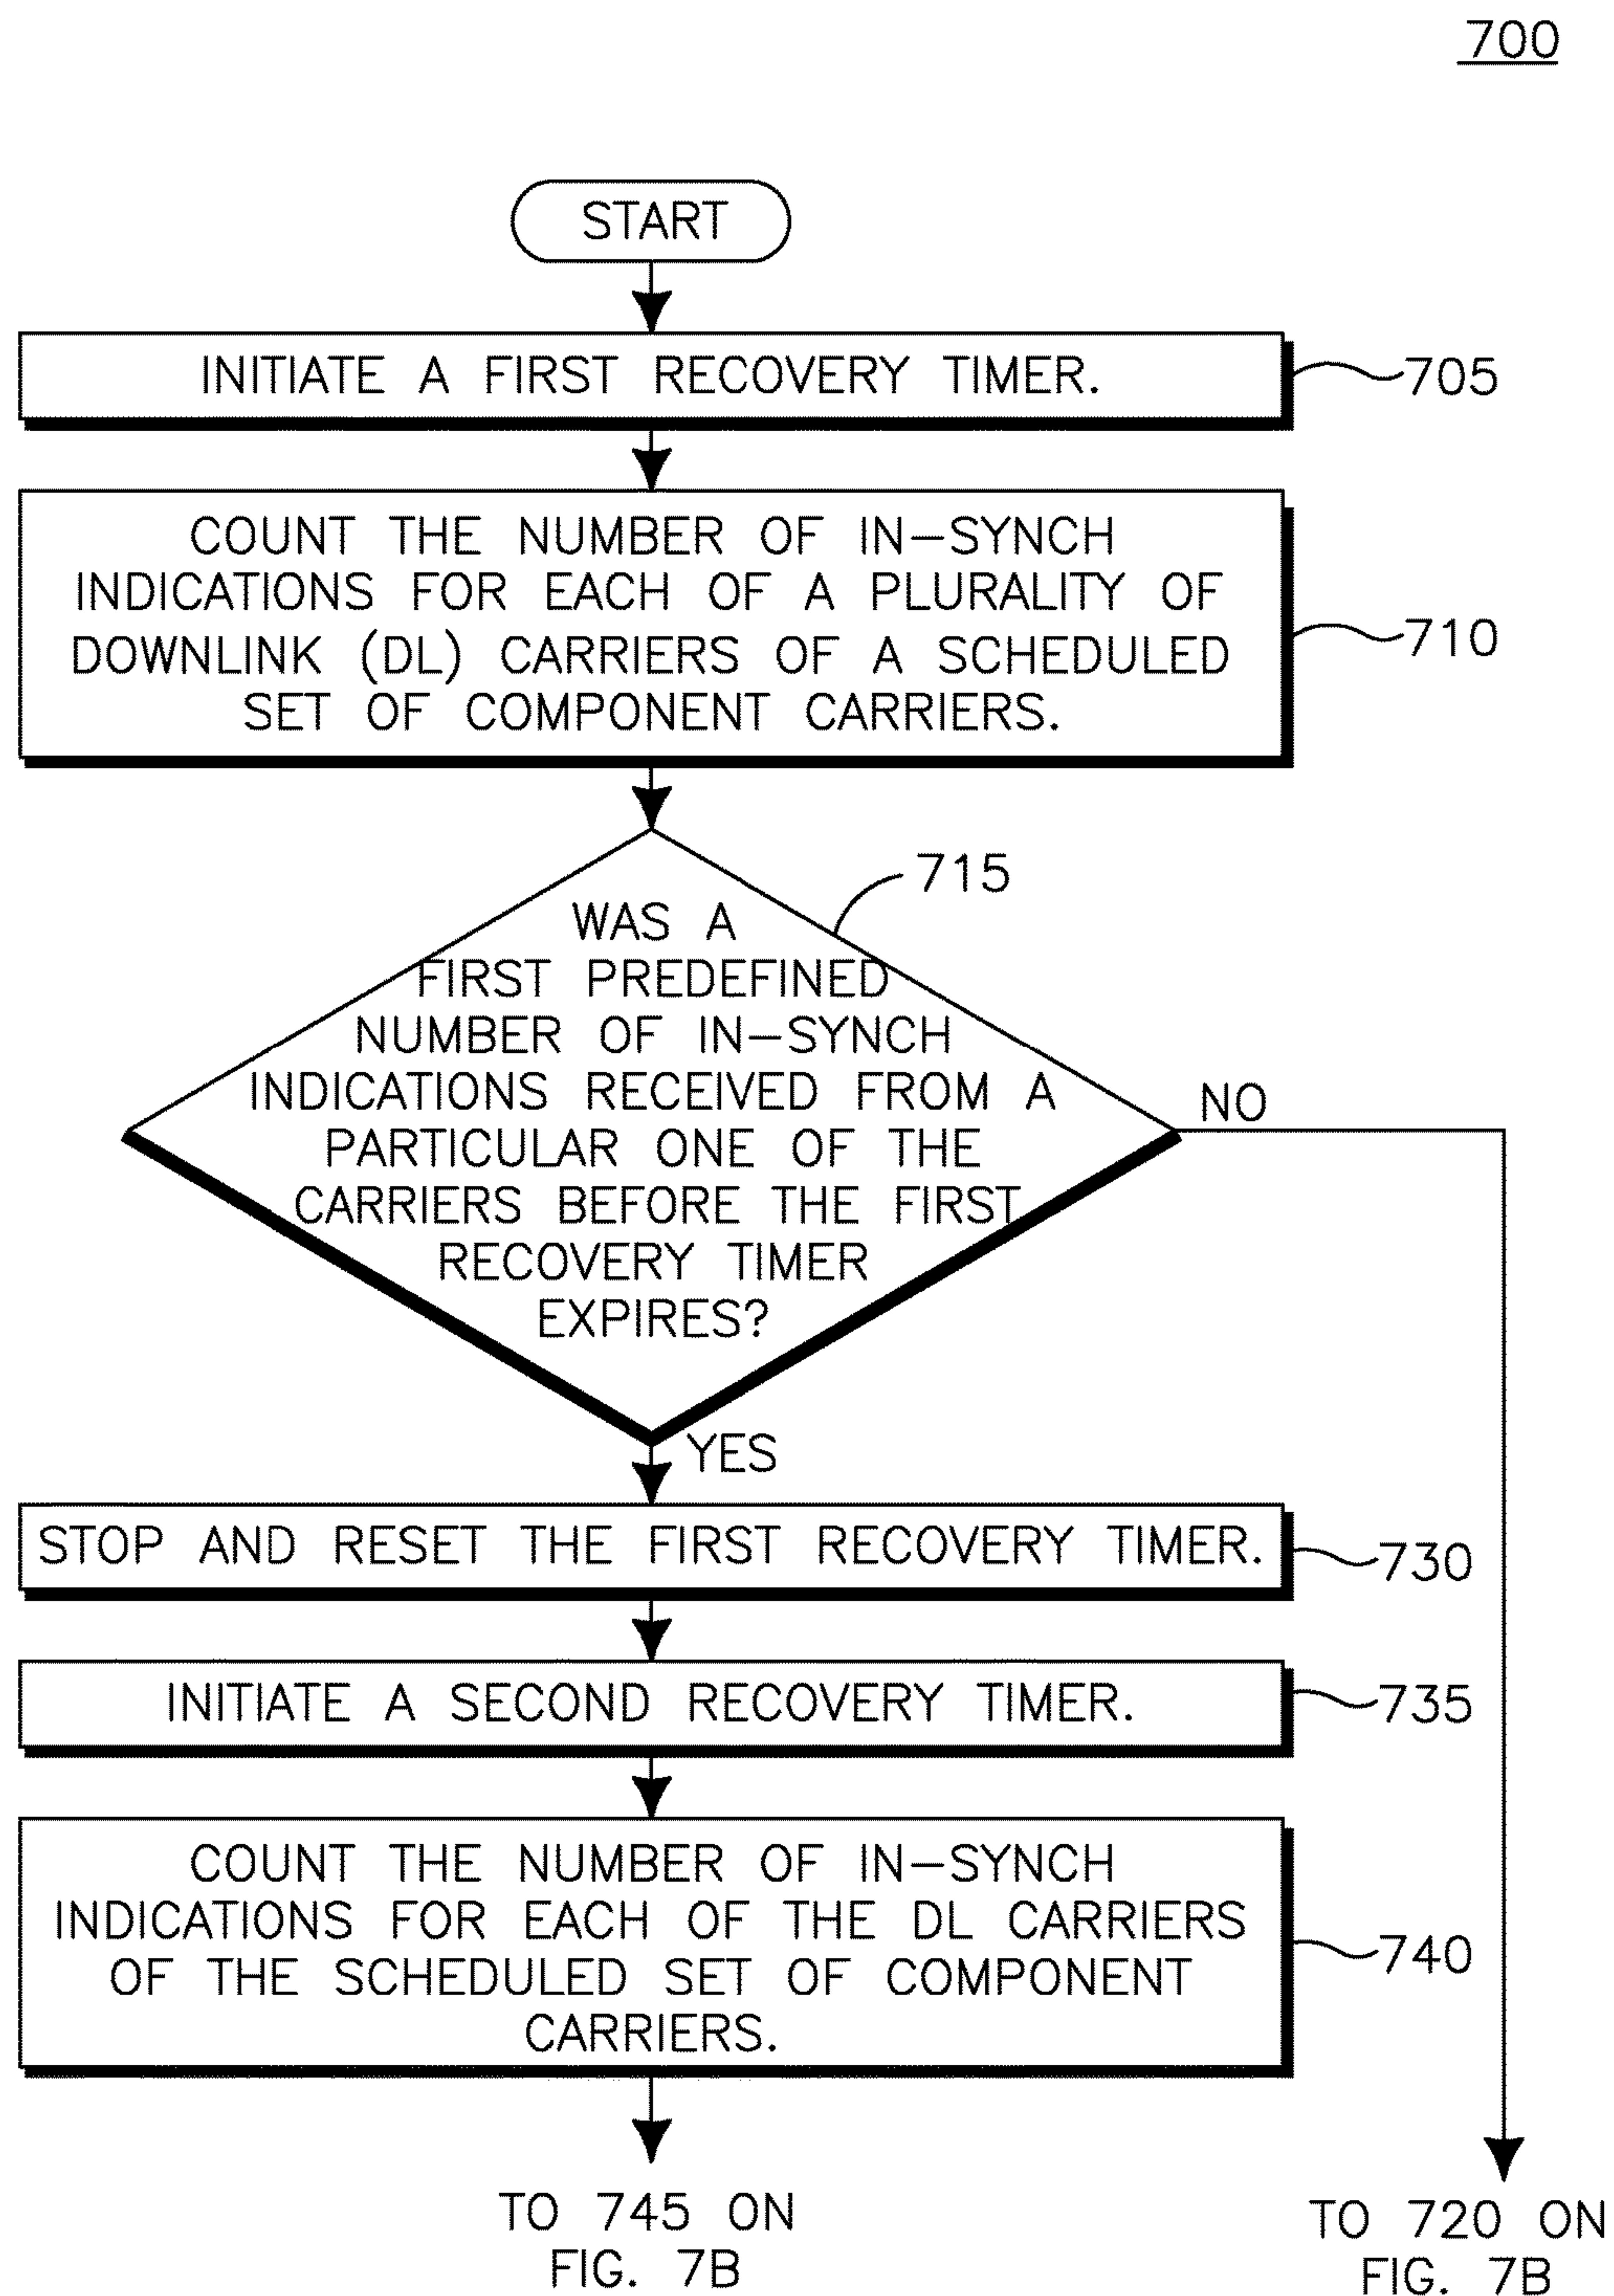 700
START
INITIATE A FIRST RECOVERY TIMER.
705
COUNT THE NUMBER OF IN-SYNCH
INDICATIONS FOR EACH OF A PLURALITY OF
DOWNLINK (DL) CARRIERS OF A SCHEDULED
SET OF COMPONENT CARRIERS.
710
715
WAS A
FIRST PREDEFINED
NUMBER OF IN-SYNCH
INDICATIONS RECEIVED FROM A
PARTICULAR ONE OF THE
CARRIERS BEFORE THE FIRST
RECOVERY TIMER
EXPIRES?
NO
YES
STOP AND RESET THE FIRST RECOVERY TIMER.
730
INITIATE A SECOND RECOVERY TIMER.
735
COUNT THE NUMBER OF IN-SYNCH
INDICATIONS FOR EACH OF THE DL CARRIERS
OF THE SCHEDULED SET OF COMPONENT
CARRIERS.
740
TO 745 ON
FIG. 7B
TO 720 ON
FIG. 7B